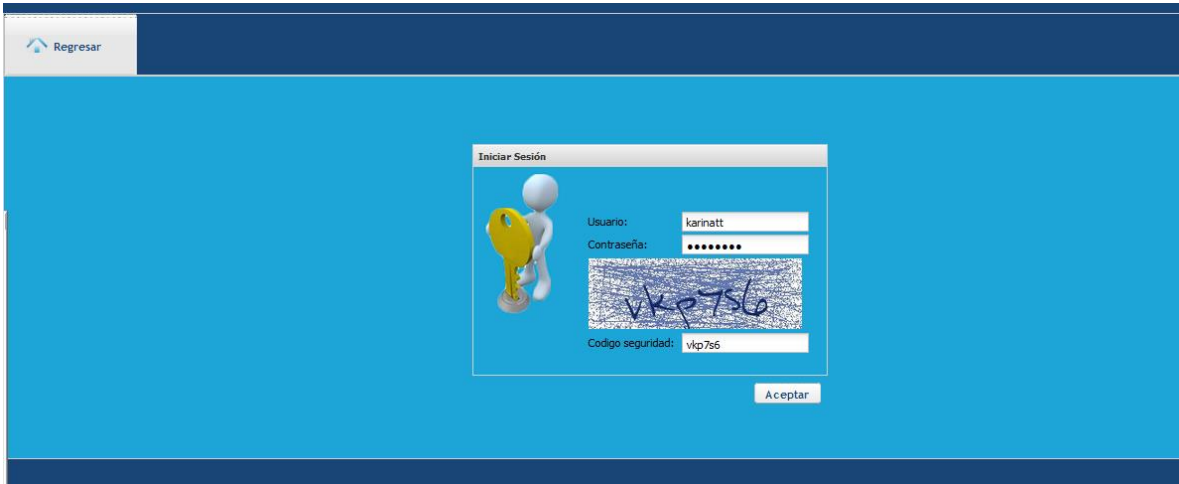 Regresar
Iniciar Sesión
Usuario: karinatt
Contraseña: ••••••••
vkp7s6
Codigo seguridad: vkp7s6
Aceptar